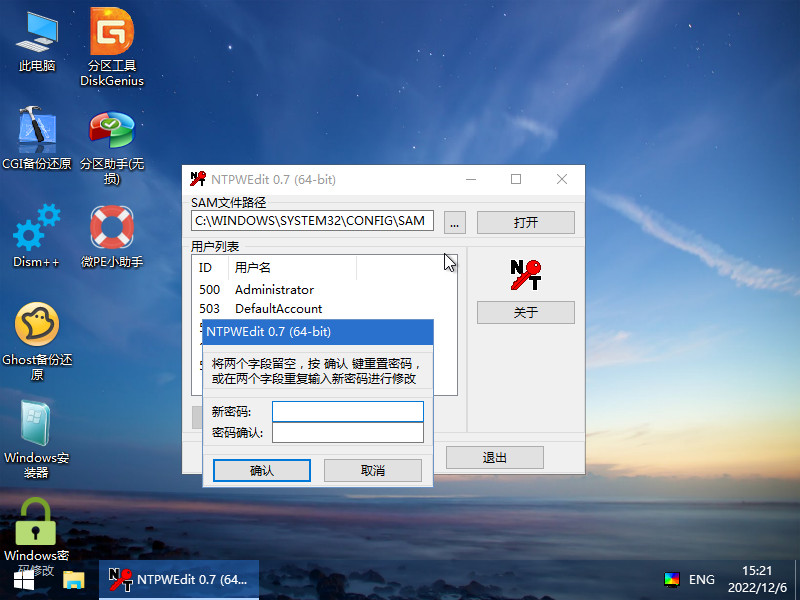 此电脑
分区工具
DiskGenius
CGI备份还原
分区助手(无
损)
Dism++
微PE小助手
Ghost备份还
原
Windows安
装器
Windows密
码修改
NTPWEdit 0.7 (64-bit)
SAM文件路径
C:\WINDOWS\SYSTEM32\CONFIG\SAM
...
打开
用户列表
ID 用户名
500 Administrator
503 DefaultAccount
关于
NTPWEdit 0.7 (64-bit)
将两个字段留空，按 确认 键重置密码，
或在两个字段重复输入新密码进行修改
新密码:
密码确认:
确认
取消
退出
NTPWEdit 0.7 (64...
ENG
15:21
2022/12/6